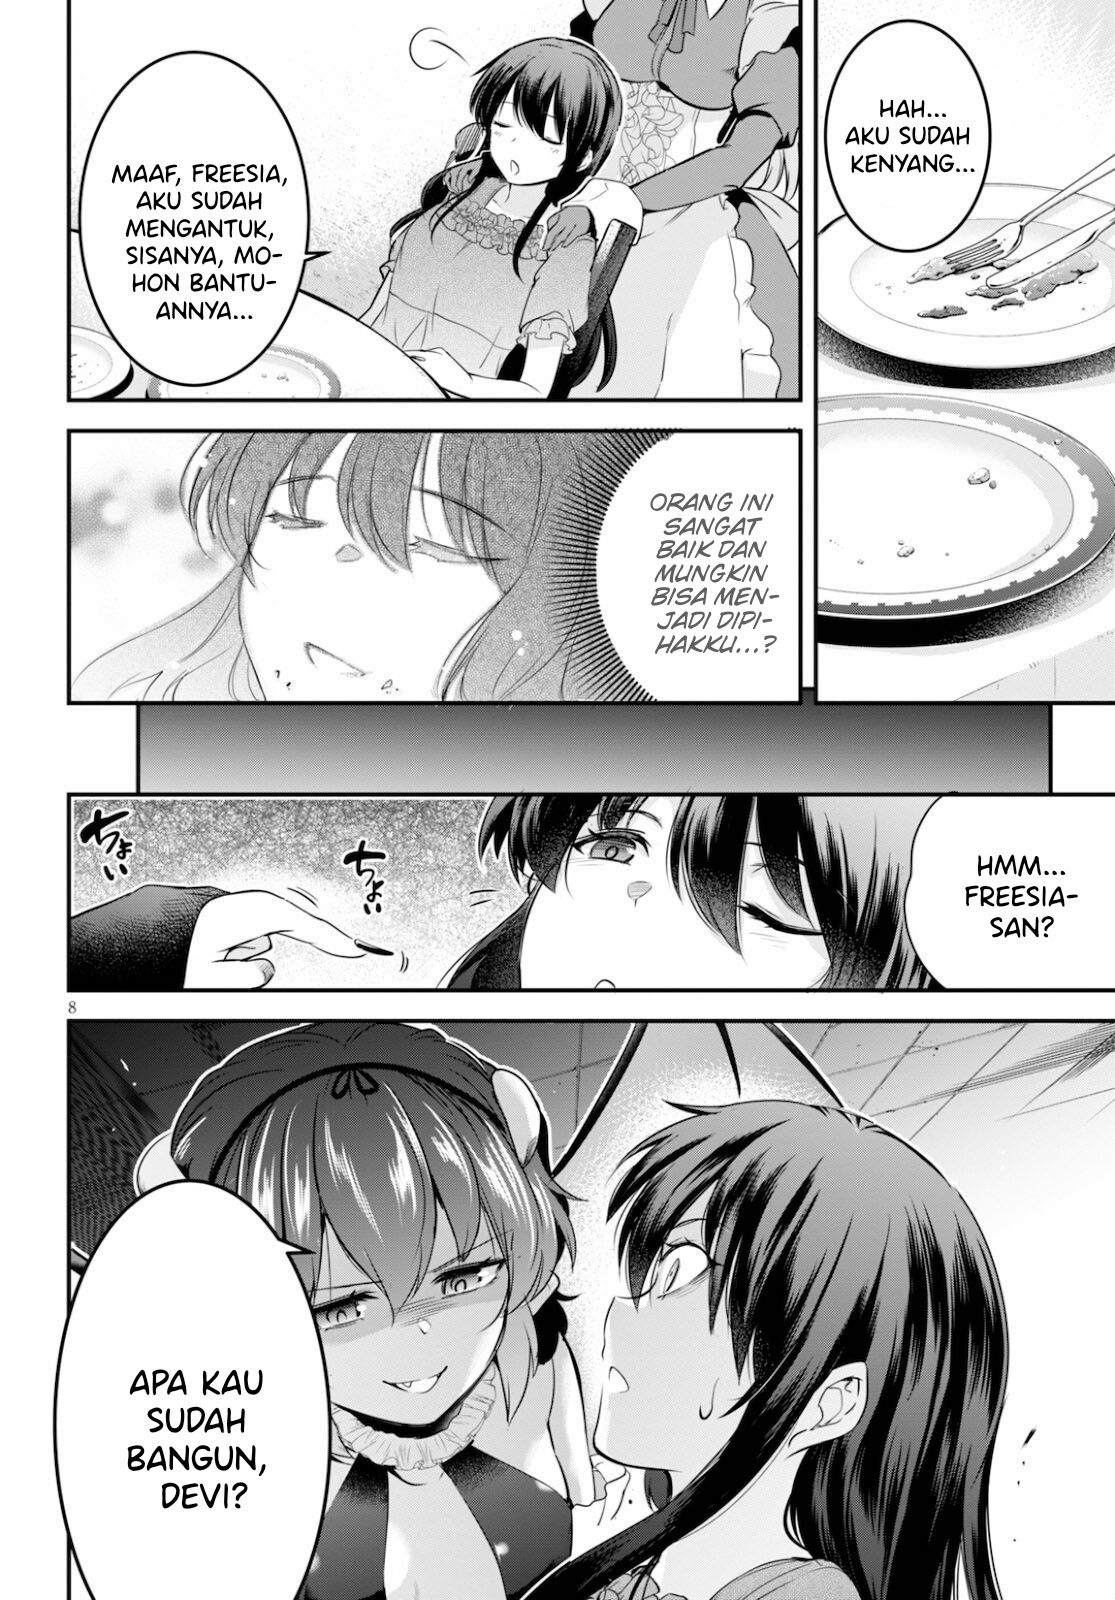 HAH...
AKU SUDAH
KENYANG...
MAAF, FREESIA,
AKU SUDAH
MENGANTUK,
SISANYA, MO-
HON BANTU-
ANNYA...
ORANG INI
SANGAT
BAIK DAN
MUNGKIN
BISA MEN-
JADI DIPI-
HAKKU...?
HMM...
FREESIA-
SAN?
ちょい
ちょい
8
APA KAU
SUDAH
BANGUN,
DEVI?